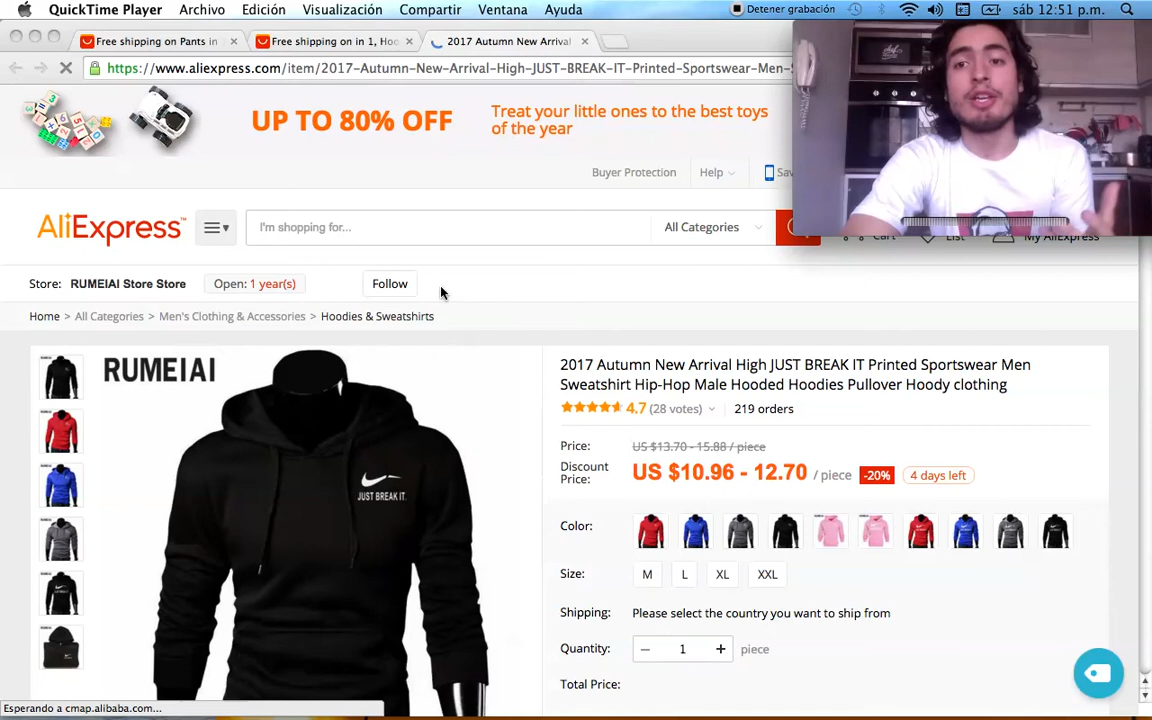 QuickTime Player Archivo Edición Visualización Compartir Ventana Ayuda Detener grabación sáb 12:51 p.m.
Free shipping on Pants in Free shipping on in 1, Hoo 2017 Autumn New Arrival
https://www.aliexpress.com/item/2017-Autumn-New-Arrival-High-JUST-BREAK-IT-Printed-Sportswear-Men-S
UP TO 80% OFF
Treat your little ones to the best toys
of the year
Buyer Protection Help
AliExpress™ I'm shopping for... All Categories
Cart List My AliExpress
Store: RUMEIAI Store Store Open: 1 year(s) Follow
Home > All Categories > Men's Clothing & Accessories > Hoodies & Sweatshirts
RUMEIAI
JUST BREAK IT.
2017 Autumn New Arrival High JUST BREAK IT Printed Sportswear Men
Sweatshirt Hip-Hop Male Hooded Hoodies Pullover Hoody clothing
4.7 (28 votes) 219 orders
Price: US $13.70 - 15.88 / piece
Discount
Price: US $10.96 - 12.70 / piece -20% 4 days left
Color:
Size: M L XL XXL
Shipping: Please select the country you want to ship from
Quantity: − 1 + piece
Total Price:
Esperando a cmap.alibaba.com...